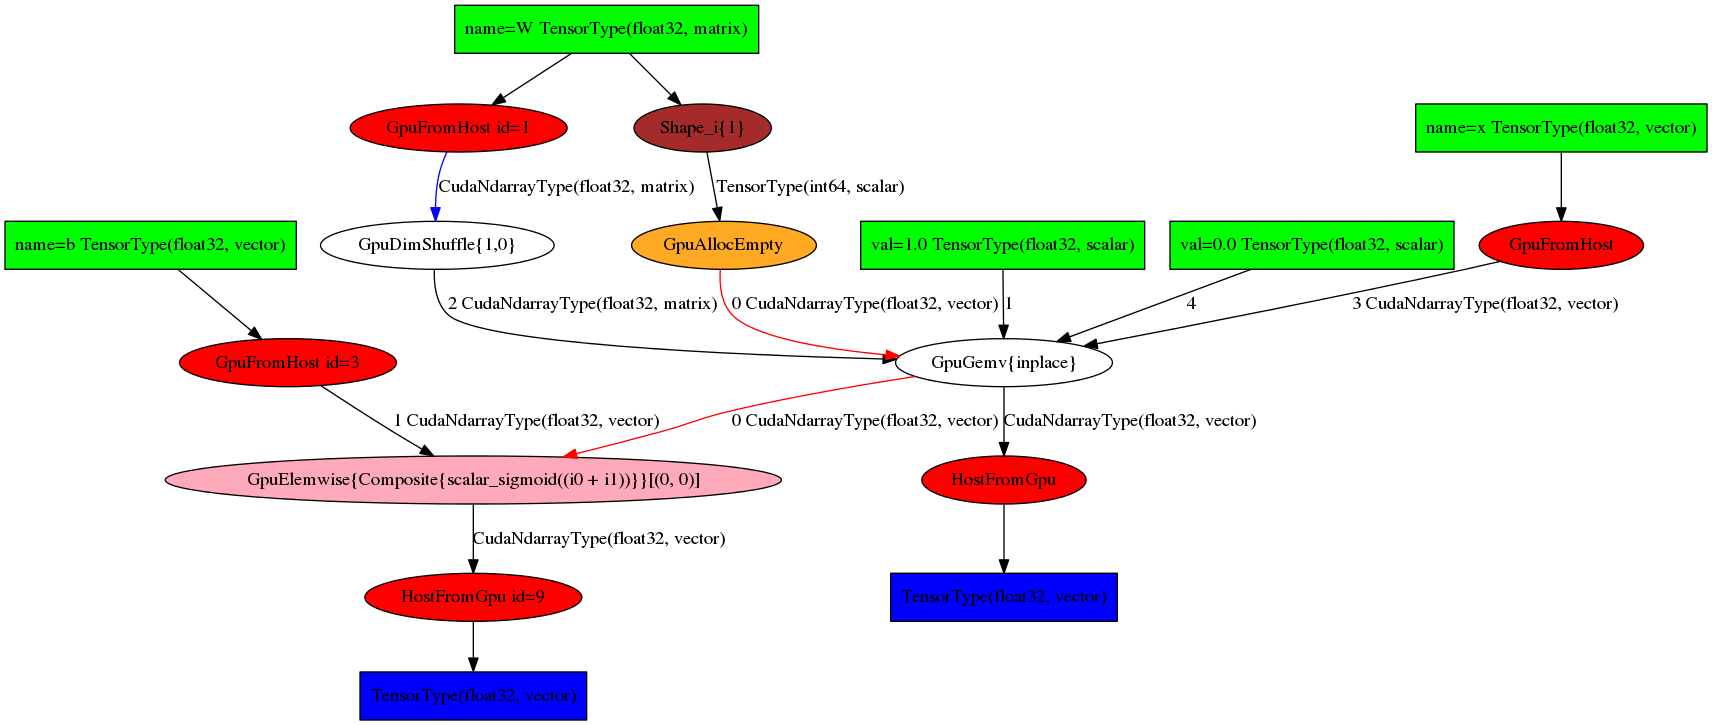 name=W TensorType(float32, matrix)
GpuFromHost id=1
Shape_i{1}
name=x TensorType(float32, vector)
CudaNdarrayType(float32, matrix)
TensorType(int64, scalar)
name=b TensorType(float32, vector)
GpuDimShuffle{1,0}
GpuAllocEmpty
val=1.0 TensorType(float32, scalar)
val=0.0 TensorType(float32, scalar)
GpuFromHost
2 CudaNdarrayType(float32, matrix)
0 CudaNdarrayType(float32, vector)
1
4
3 CudaNdarrayType(float32, vector)
GpuFromHost id=3
GpuGemv{inplace}
1 CudaNdarrayType(float32, vector)
0 CudaNdarrayType(float32, vector)
CudaNdarrayType(float32, vector)
GpuElemwise{Composite{scalar_sigmoid((i0 + i1))}}[(0, 0)]
HostFromGpu
CudaNdarrayType(float32, vector)
HostFromGpu id=9
TensorType(float32, vector)
TensorType(float32, vector)